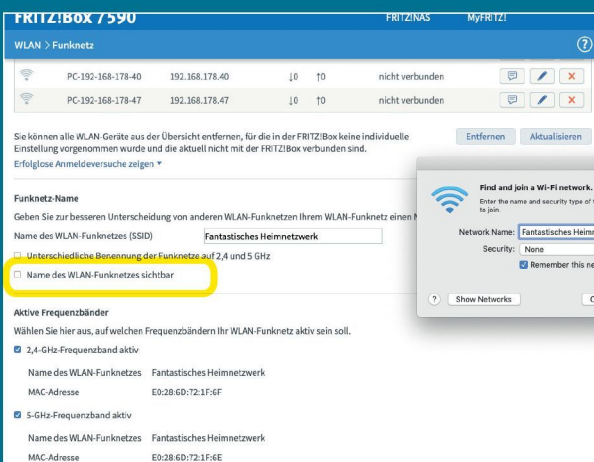 FRITZ!Box 7590
FRITZ!NAS
MyFRITZ!
WLAN > Funknetz
?
PC-192-168-178-40 192.168.178.40 ↓0 ↑0 nicht verbunden
PC-192-168-178-47 192.168.178.47 ↓0 ↑0 nicht verbunden
Sie können alle WLAN-Geräte aus der Übersicht entfernen, für die in der FRITZ!Box keine individuelle
Einstellung vorgenommen wurde und die aktuell nicht mit der FRITZ!Box verbunden sind.
Entfernen
Aktualisieren
Erfolglose Anmeldeversuche zeigen
Funknetz-Name
Geben Sie zur besseren Unterscheidung von anderen WLAN-Funknetzen Ihrem WLAN-Funknetz einen
Name des WLAN-Funknetzes (SSID) Fantastisches Heimnetzwerk
Unterschiedliche Benennung der Funknetze auf 2,4 und 5 GHz
Name des WLAN-Funknetzes sichtbar
Aktive Frequenzbänder
Wählen Sie hier aus, auf welchen Frequenzbändern Ihr WLAN-Funknetz aktiv sein soll.
2,4-GHz-Frequenzband aktiv
Name des WLAN-Funknetzes Fantastisches Heimnetzwerk
MAC-Adresse E0:28:6D:72:1F:6F
5-GHz-Frequenzband aktiv
Name des WLAN-Funknetzes Fantastisches Heimnetzwerk
MAC-Adresse E0:28:6D:72:1F:6E
Find and join a Wi-Fi network.
Enter the name and security type of
to join.
Network Name: Fantastisches
Security: None
Remember this
?
Show Networks